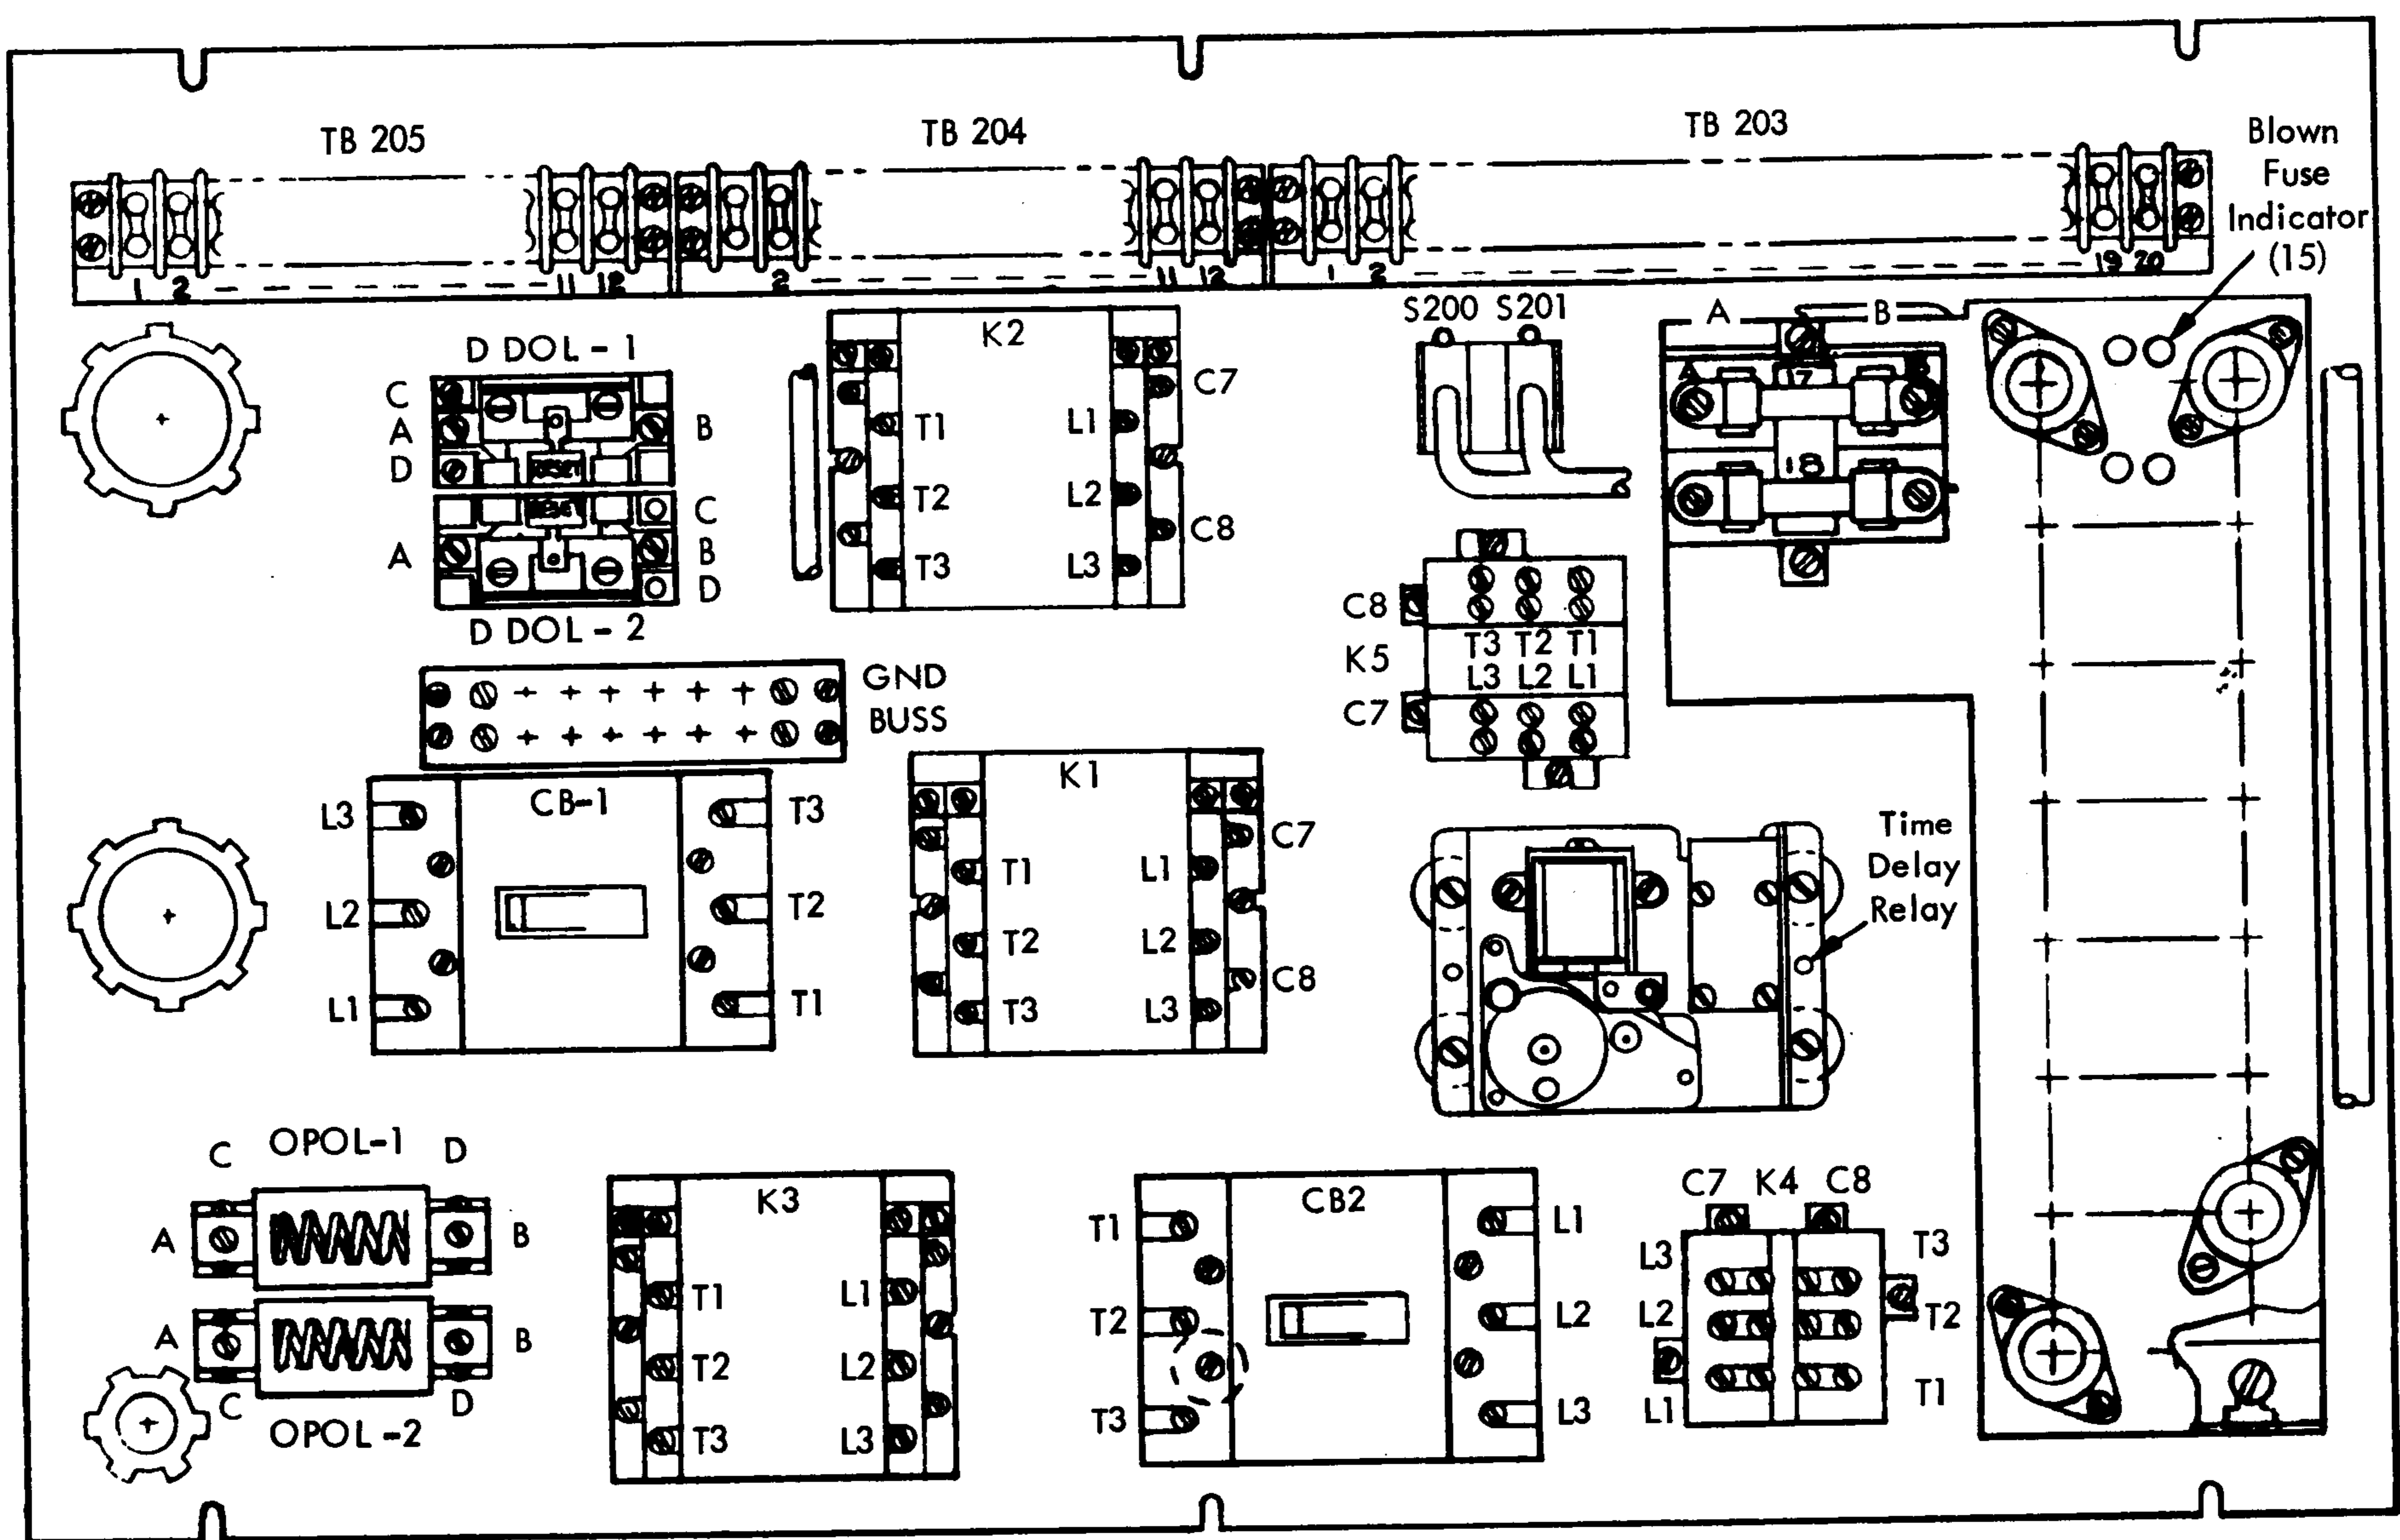 TB 205
TB 204
TB 203
Blown
Fuse
Indicator
(15)
1 2 11 12
2 11 12
1 2 19 20
D DOL - 1
C
A
D
B
RESET
RESET
A
C
B
D
D DOL - 2
K2
T1
T2
T3
L1
L2
L3
C7
C8
S200 S201
A B
A 17 B
18
C8
K5
C7
T3 T2 T1
L3 L2 L1
GND
BUSS
CB-1
L3
L2
L1
T3
T2
T1
K1
T1
T2
T3
L1
L2
L3
C7
C8
Time
Delay
Relay
C OPOL-1 D
A B
A B
C D
OPOL -2
K3
T1
T2
T3
L1
L2
L3
CB2
T1
T2
T3
L1
L2
L3
C7 K4 C8
L3
L2
L1
T3
T2
T1